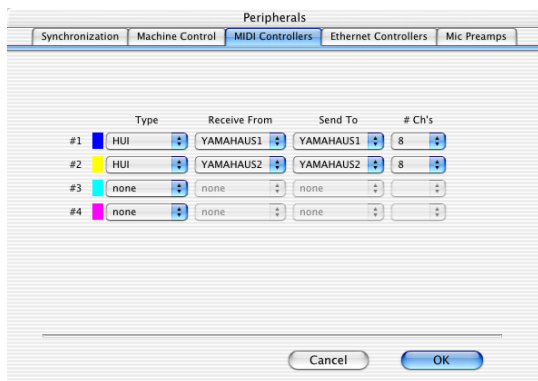 Peripherals
Synchronization Machine Control MIDI Controllers Ethernet Controllers Mic Preamps
Type Receive From Send To # Ch's
#1 HUI YAMAHAUS1 YAMAHAUS1 8
#2 HUI YAMAHAUS2 YAMAHAUS2 8
#3 none none none
#4 none none none
Cancel OK